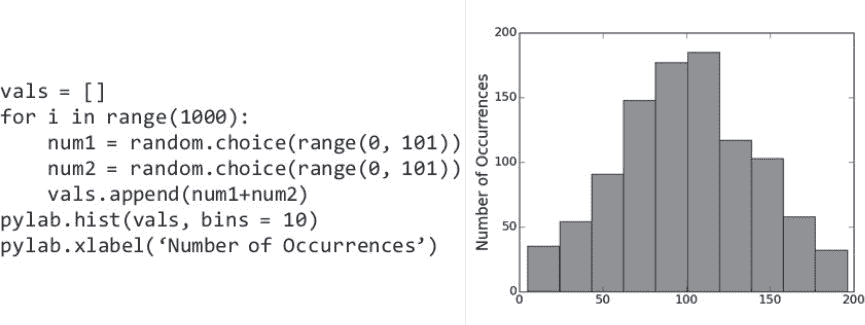 vals = []
for i in range(1000):
    num1 = random.choice(range(0, 101))
    num2 = random.choice(range(0, 101))
    vals.append(num1+num2)
pylab.hist(vals, bins = 10)
pylab.xlabel(‘Number of Occurrences’)
Number of Occurrences
200
150
100
50
0
0 50 100 150 200